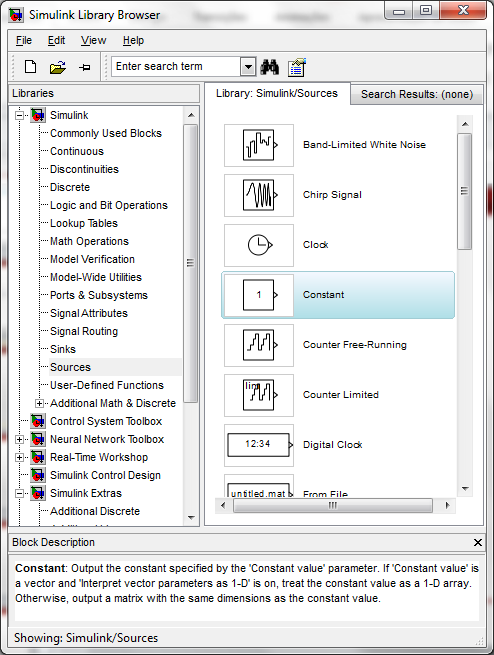 Simulink Library Browser
File Edit View Help
Enter search term
Libraries
Library: Simulink/Sources
Search Results: (none)
Simulink
Commonly Used Blocks
Continuous
Discontinuities
Discrete
Logic and Bit Operations
Lookup Tables
Math Operations
Model Verification
Model-Wide Utilities
Ports & Subsystems
Signal Attributes
Signal Routing
Sinks
Sources
User-Defined Functions
Additional Math & Discrete
Control System Toolbox
Neural Network Toolbox
Real-Time Workshop
Simulink Control Design
Simulink Extras
Additional Discrete
Band-Limited White Noise
Chirp Signal
Clock
1 Constant
Counter Free-Running
lim Counter Limited
12:34 Digital Clock
untitled.mat From File
Block Description
Constant: Output the constant specified by the 'Constant value' parameter. If 'Constant value' is
a vector and 'Interpret vector parameters as 1-D' is on, treat the constant value as a 1-D array.
Otherwise, output a matrix with the same dimensions as the constant value.
Showing: Simulink/Sources